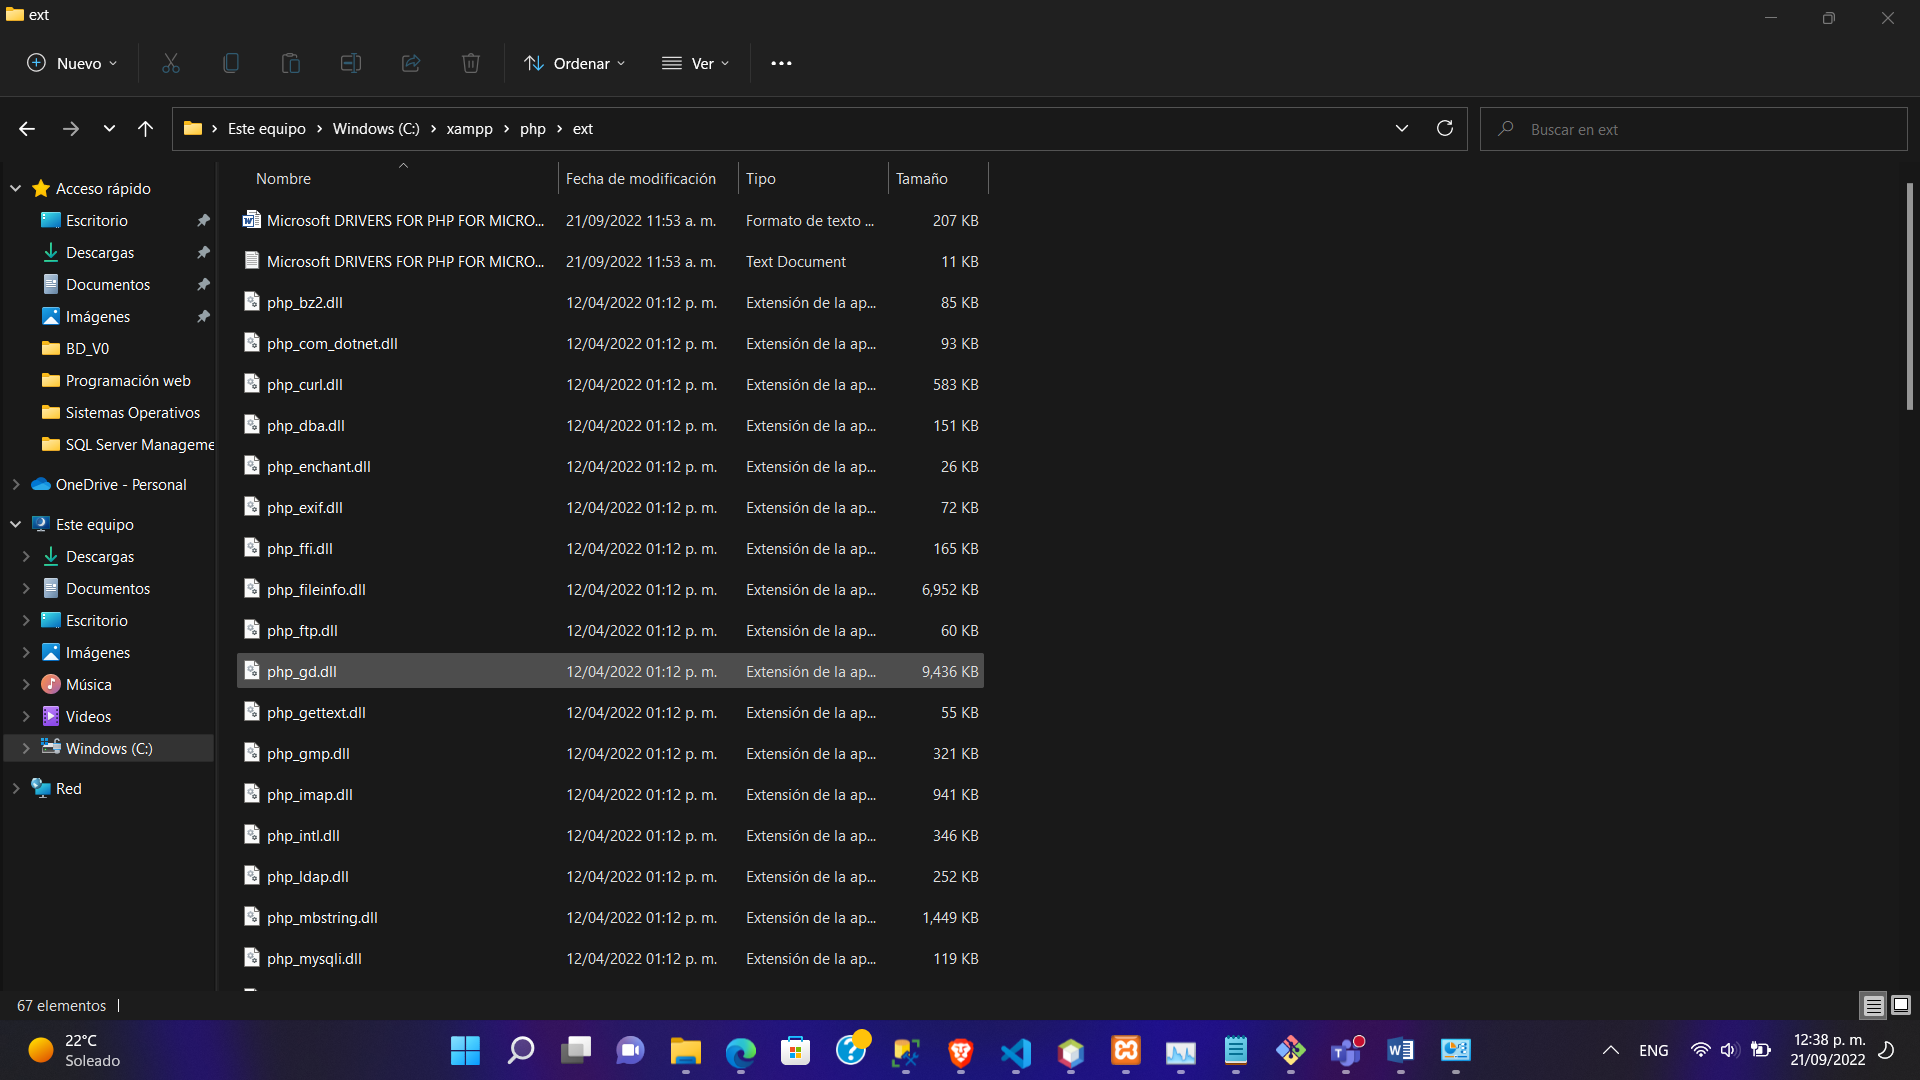 ext
Nuevo
Ordenar
Ver
Este equipo
Windows (C:)
xampp
php
ext
Buscar en ext
Acceso rápido
Escritorio
Descargas
Documentos
Imágenes
BD_V0
Programación web
Sistemas Operativos
SQL Server Manageme
OneDrive - Personal
Este equipo
Descargas
Documentos
Escritorio
Imágenes
Música
Videos
Windows (C:)
Red
Nombre Fecha de modificación Tipo Tamaño
Microsoft DRIVERS FOR PHP FOR MICRO... 21/09/2022 11:53 a. m. Formato de texto ... 207 KB
Microsoft DRIVERS FOR PHP FOR MICRO... 21/09/2022 11:53 a. m. Text Document 11 KB
php_bz2.dll 12/04/2022 01:12 p. m. Extensión de la ap... 85 KB
php_com_dotnet.dll 12/04/2022 01:12 p. m. Extensión de la ap... 93 KB
php_curl.dll 12/04/2022 01:12 p. m. Extensión de la ap... 583 KB
php_dba.dll 12/04/2022 01:12 p. m. Extensión de la ap... 151 KB
php_enchant.dll 12/04/2022 01:12 p. m. Extensión de la ap... 26 KB
php_exif.dll 12/04/2022 01:12 p. m. Extensión de la ap... 72 KB
php_ffi.dll 12/04/2022 01:12 p. m. Extensión de la ap... 165 KB
php_fileinfo.dll 12/04/2022 01:12 p. m. Extensión de la ap... 6,952 KB
php_ftp.dll 12/04/2022 01:12 p. m. Extensión de la ap... 60 KB
php_gd.dll 12/04/2022 01:12 p. m. Extensión de la ap... 9,436 KB
php_gettext.dll 12/04/2022 01:12 p. m. Extensión de la ap... 55 KB
php_gmp.dll 12/04/2022 01:12 p. m. Extensión de la ap... 321 KB
php_imap.dll 12/04/2022 01:12 p. m. Extensión de la ap... 941 KB
php_intl.dll 12/04/2022 01:12 p. m. Extensión de la ap... 346 KB
php_ldap.dll 12/04/2022 01:12 p. m. Extensión de la ap... 252 KB
php_mbstring.dll 12/04/2022 01:12 p. m. Extensión de la ap... 1,449 KB
php_mysqli.dll 12/04/2022 01:12 p. m. Extensión de la ap... 119 KB
67 elementos
22°C
Soleado
ENG
12:38 p. m.
21/09/2022